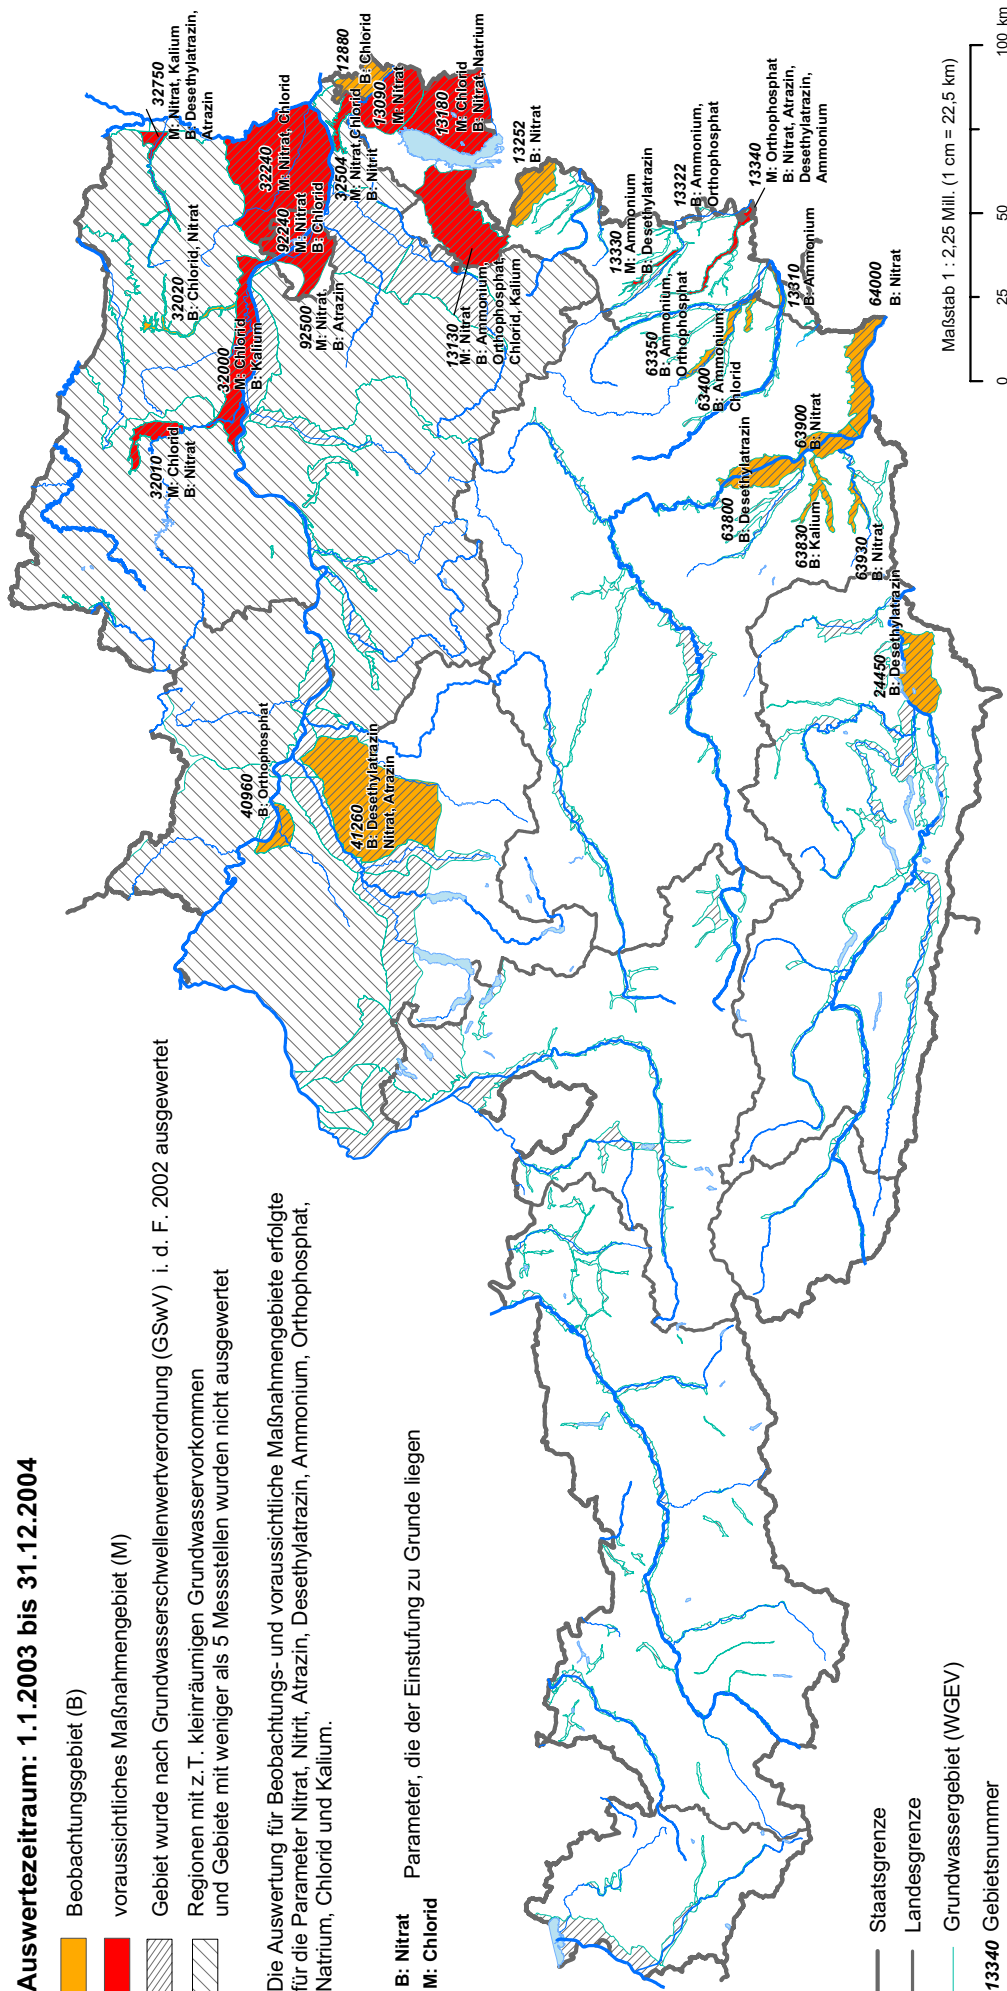 Auswertezeitraum: 1.1.2003 bis 31.12.2004
Beobachtungsgebiet (B)
voraussichtliches Maßnahmengebiet (M)
Gebiet wurde nach Grundwasserschwellenwertverordnung (GSwV) i. d. F. 2002 ausgewertet
Regionen mit z.T. kleinräumigen Grundwasservorkommen
und Gebiete mit weniger als 5 Messstellen wurden nicht ausgewertet
Die Auswertung für Beobachtungs- und voraussichtliche Maßnahmengebiete erfolgte
für die Parameter Nitrat, Nitrit, Atrazin, Desethylatrazin, Ammonium, Orthophosphat,
Natrium, Chlorid und Kalium.
B: Nitrat
M: Chlorid
Parameter, die der Einstufung zu Grunde liegen
Staatsgrenze
Landesgrenze
Grundwassergebiet (WGEV)
13340 Gebietsnummer
40960
B: Orthophosphat
41260
B: Desethylatrazin
Nitrat, Atrazin
32010
M: Chlorid
B: Nitrat
32020
B: Chlorid, Nitrat
32000
M: Chlorid
B: Kalium
32750
M: Nitrat, Kalium
B: Desethylatrazin,
Atrazin
32240
M: Nitrat, Chlorid
92240
M: Nitrat
B: Chlorid
92500
M: Nitrat,
B: Atrazin
32504
M: Nitrat,Chlorid
B: Nitrit
12880
B: Chlorid
13090
M: Nitrat
13180
M: Chlorid
B: Nitrat, Natrium
13130
M: Nitrat
B: Ammonium,
Orthophosphat,
Chlorid, Kalium
13252
B: Nitrat
13330
M: Ammonium
B: Desethylatrazin
13322
B: Ammonium,
Orthophosphat
13340
M: Orthophosphat
B: Nitrat, Atrazin,
Desethylatrazin,
Ammonium
63350
B: Ammonium,
Orthophosphat
63400
B: Ammonium,
Chlorid
13310
B: Ammonium
64000
B: Nitrat
63800
B: Desethylatrazin
63900
B: Nitrat
63830
B: Kalium
63930
B: Nitrat
24450
B: Desethylatrazin
Maßstab 1 : 2,25 Mill. (1 cm = 22,5 km)
0 25 50 100 km